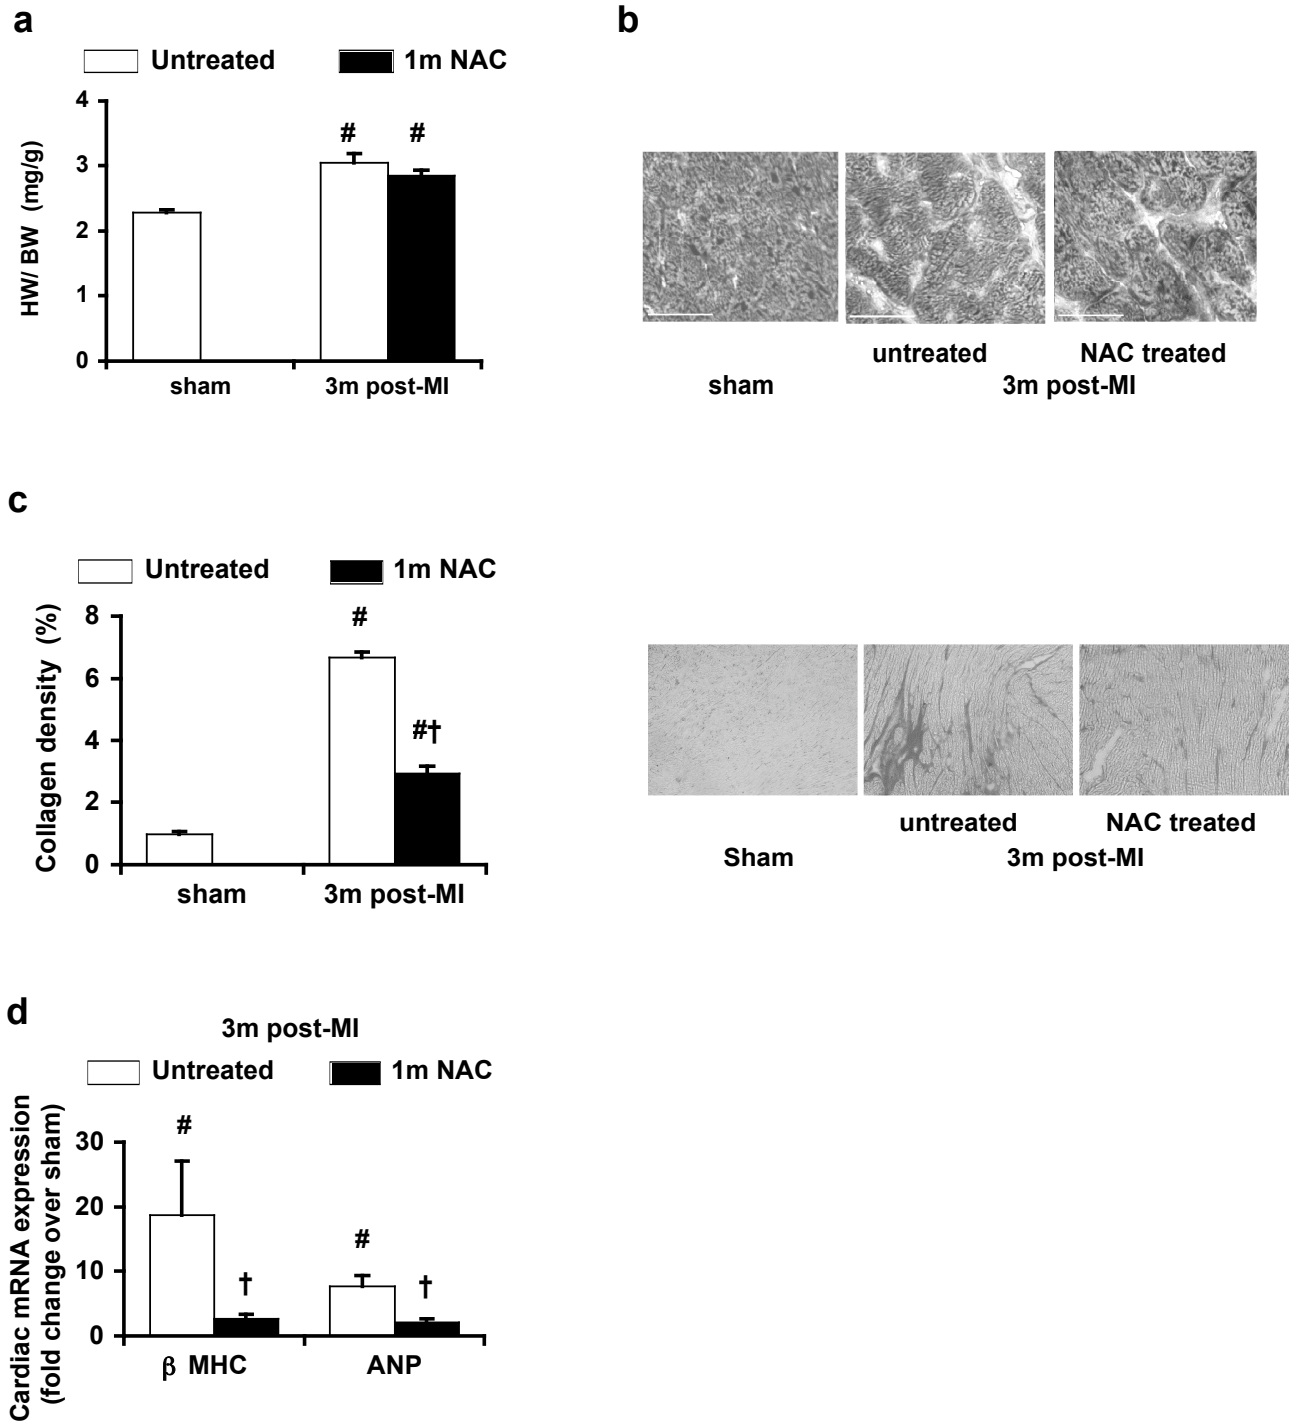 a
Untreated
1m NAC
HW/ BW (mg/g)
4
3
2
1
0
#
#
sham
3m post-MI
b
untreated
NAC treated
sham
3m post-MI
c
Untreated
1m NAC
Collagen density (%)
8
6
4
2
0
#
#†
sham
3m post-MI
untreated
NAC treated
Sham
3m post-MI
d
3m post-MI
Untreated
1m NAC
Cardiac mRNA expression
(fold change over sham)
30
20
10
0
#
†
#
†
β MHC
ANP